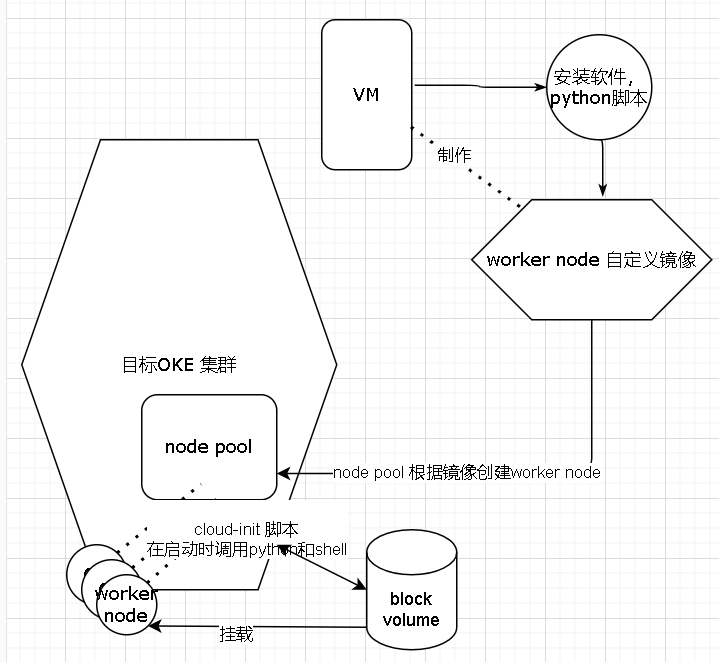 VM
安装软件，
python脚本
制作
worker node 自定义镜像
目标OKE 集群
node pool
node pool 根据镜像创建worker node
cloud-init 脚本
在启动时调用python和shell
worker
node
block
volume
挂载